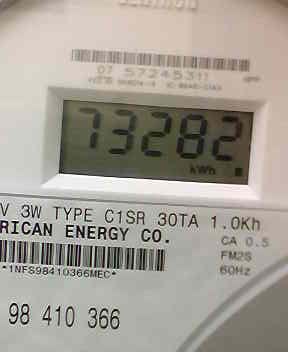 07 57245311
73282
kWh
V 3W TYPE C1SR 30TA 1.0Kh
RICAN ENERGY CO.
CA 0.5
FM2S
60Hz
*1NFS98410366MEC*
98 410 366